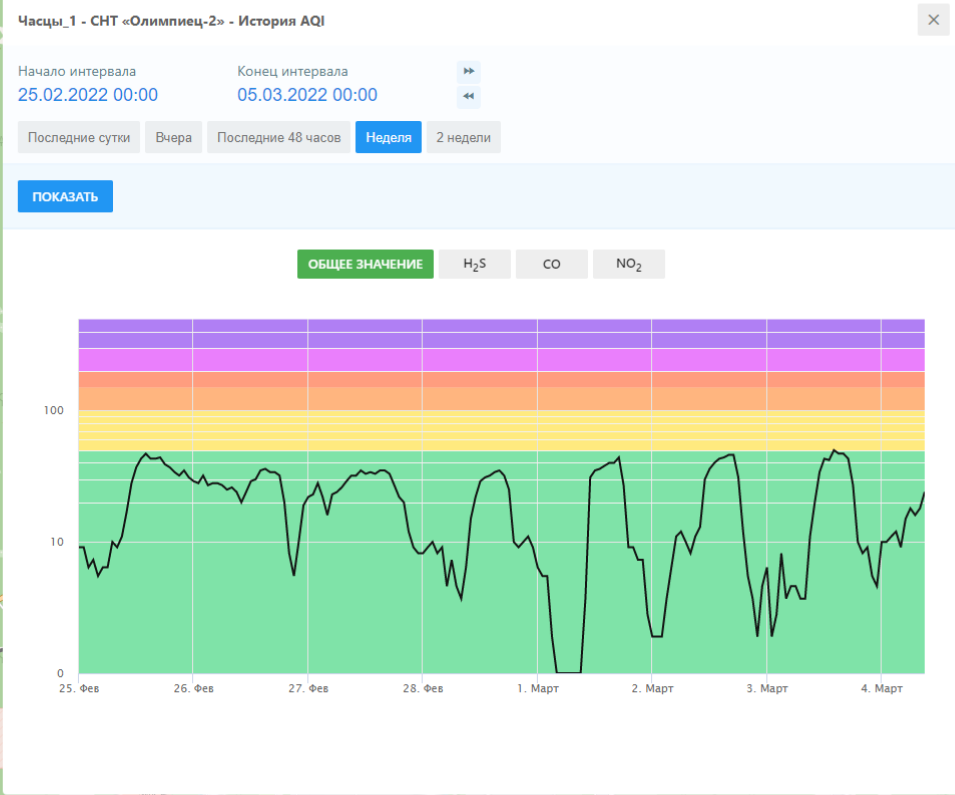 Часцы_1 - СНТ «Олимпиец-2» - История AQI
Начало интервала
25.02.2022 00:00
Конец интервала
05.03.2022 00:00
Последние сутки
Вчера
Последние 48 часов
Неделя
2 недели
ПОКАЗАТЬ
ОБЩЕЕ ЗНАЧЕНИЕ
H₂S
CO
NO₂
100
10
0
25. Фев
26. Фев
27. Фев
28. Фев
1. Март
2. Март
3. Март
4. Март